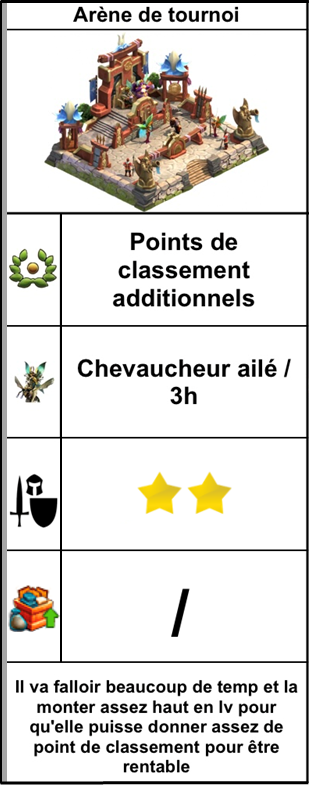 Arène de tournoi
Points de
classement
additionnels
Chevaucheur ailé /
3h
/
Il va falloir beaucoup de temp et la
monter assez haut en lv pour
qu'elle puisse donner assez de
point de classement pour être
rentable